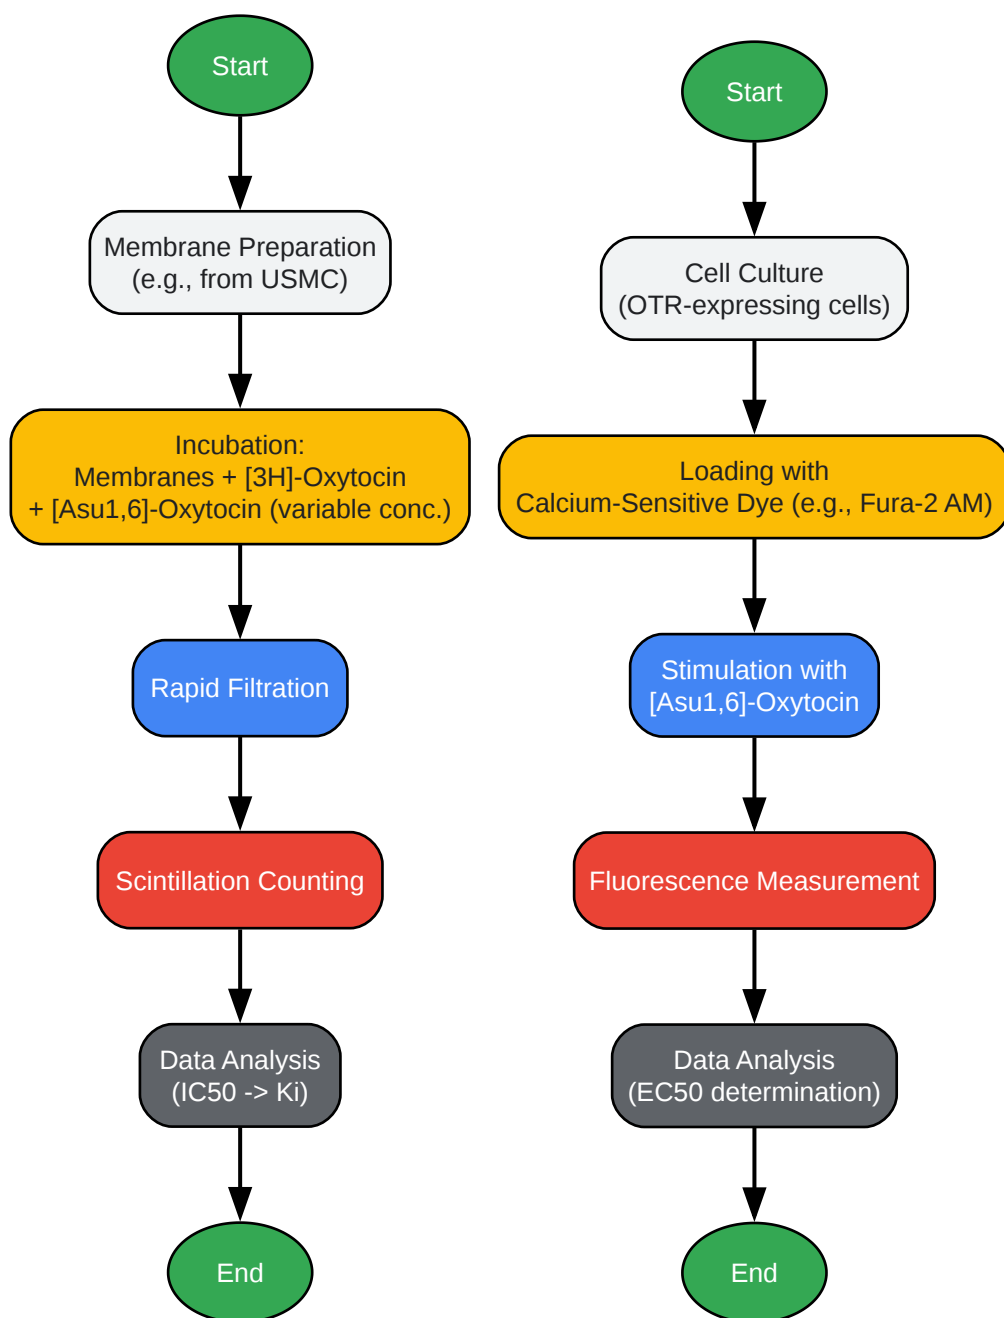 Start
Membrane Preparation
(e.g., from USMC)
Incubation:
Membranes + [3H]-Oxytocin
+ [Asu1,6]-Oxytocin (variable conc.)
Rapid Filtration
Scintillation Counting
Data Analysis
(IC50 -> Ki)
End
Start
Cell Culture
(OTR-expressing cells)
Loading with
Calcium-Sensitive Dye (e.g., Fura-2 AM)
Stimulation with
[Asu1,6]-Oxytocin
Fluorescence Measurement
Data Analysis
(EC50 determination)
End